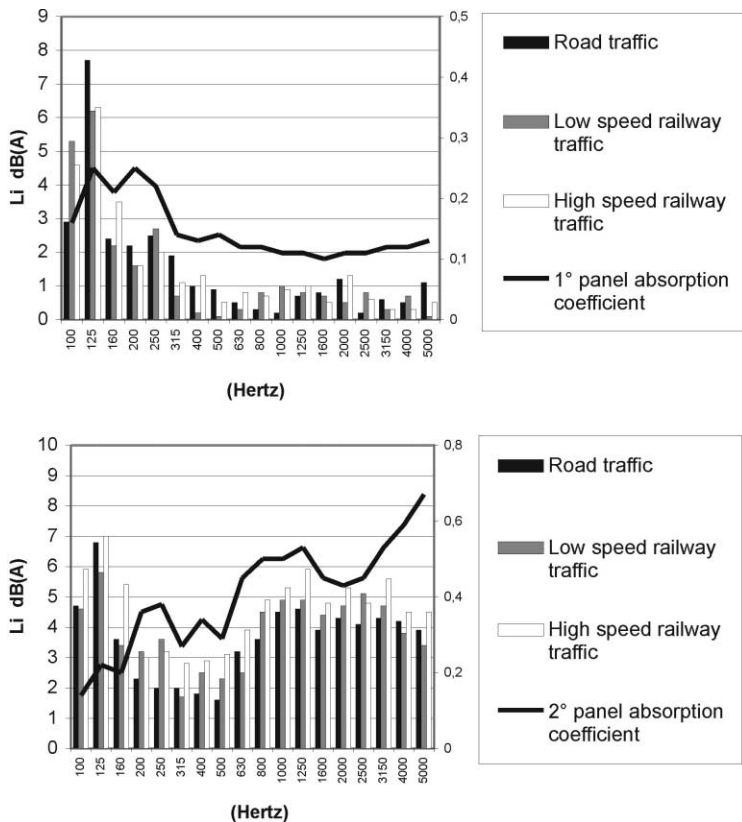 9
8
7
6
5
4
3
2
1
0
Li dB(A)
0,5
0,4
0,3
0,2
0,1
0
100 125 160 200 250 315 400 500 630 800 1000 1250 1600 2000 2500 3150 4000 5000
(Hertz)
Road traffic
Low speed railway
traffic
High speed railway
traffic
1° panel absorption
coefficient
10
9
8
7
6
5
4
3
2
1
0
Li dB(A)
0,8
0,6
0,4
0,2
0
100 125 160 200 250 315 400 500 630 800 1000 1250 1600 2000 2500 3150 4000 5000
(Hertz)
Road traffic
Low speed railway
traffic
High speed railway
traffic
2° panel absorption
coefficient